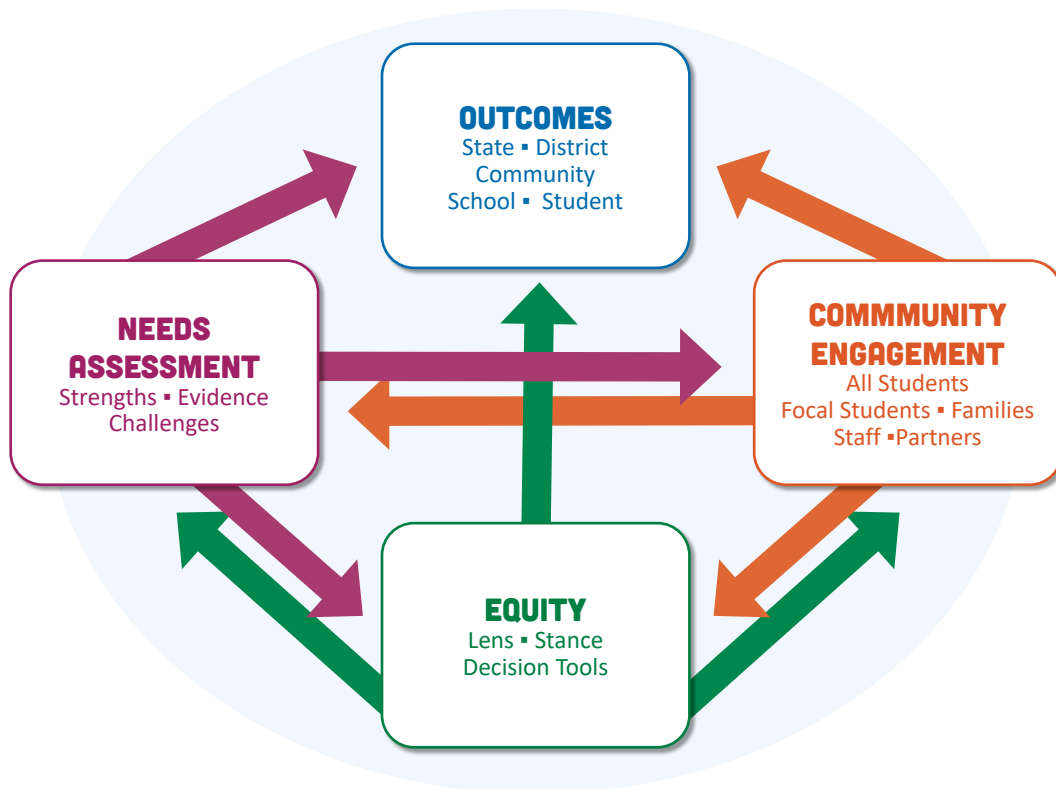 OUTCOMES
State ▪ District
Community
School ▪ Student
NEEDS
ASSESSMENT
Strengths ▪ Evidence
Challenges
COMMMUNITY
ENGAGEMENT
All Students
Focal Students ▪ Families
Staff ▪Partners
EQUITY
Lens ▪ Stance
Decision Tools